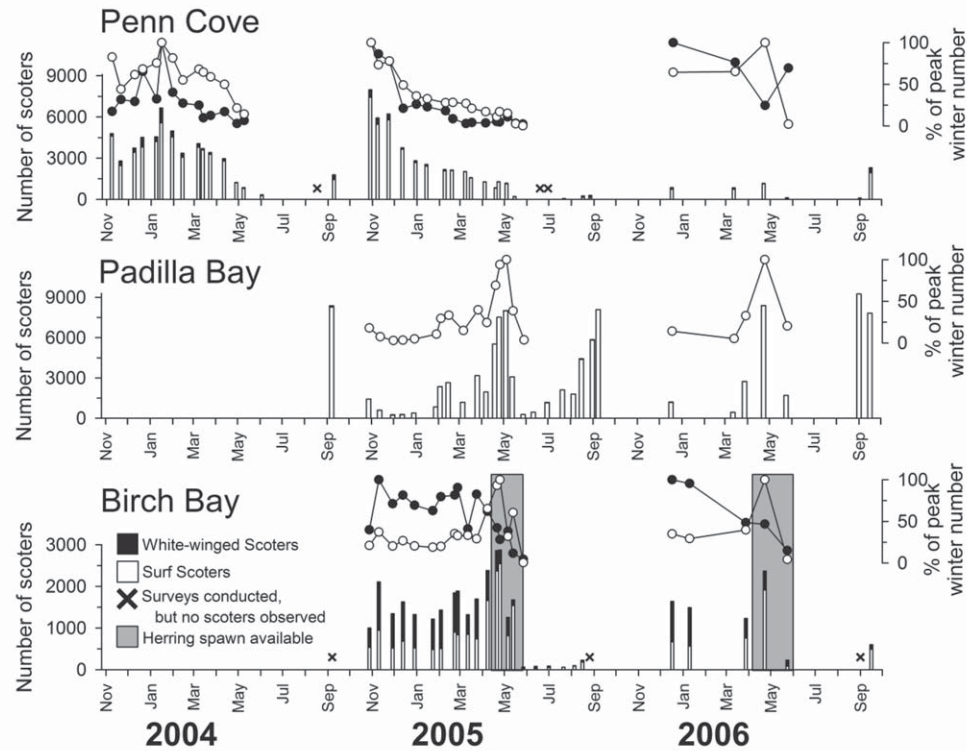 Penn Cove
Number of scoters
9000
6000
3000
0
100
50
0
% of peak
winter number
Nov
Jan
Mar
May
Jul
Sep
Nov
Jan
Mar
May
Jul
Sep
Nov
Jan
Mar
May
Jul
Sep
Padilla Bay
Number of scoters
9000
6000
3000
0
100
50
0
% of peak
winter number
Nov
Jan
Mar
May
Jul
Sep
Nov
Jan
Mar
May
Jul
Sep
Nov
Jan
Mar
May
Jul
Sep
Birch Bay
White-winged Scoters
Surf Scoters
Surveys conducted,
but no scoters observed
Herring spawn available
Number of scoters
3000
2000
1000
0
100
50
0
% of peak
winter number
Nov
Jan
Mar
May
Jul
Sep
Nov
Jan
Mar
May
Jul
Sep
Nov
Jan
Mar
May
Jul
Sep
2004
2005
2006